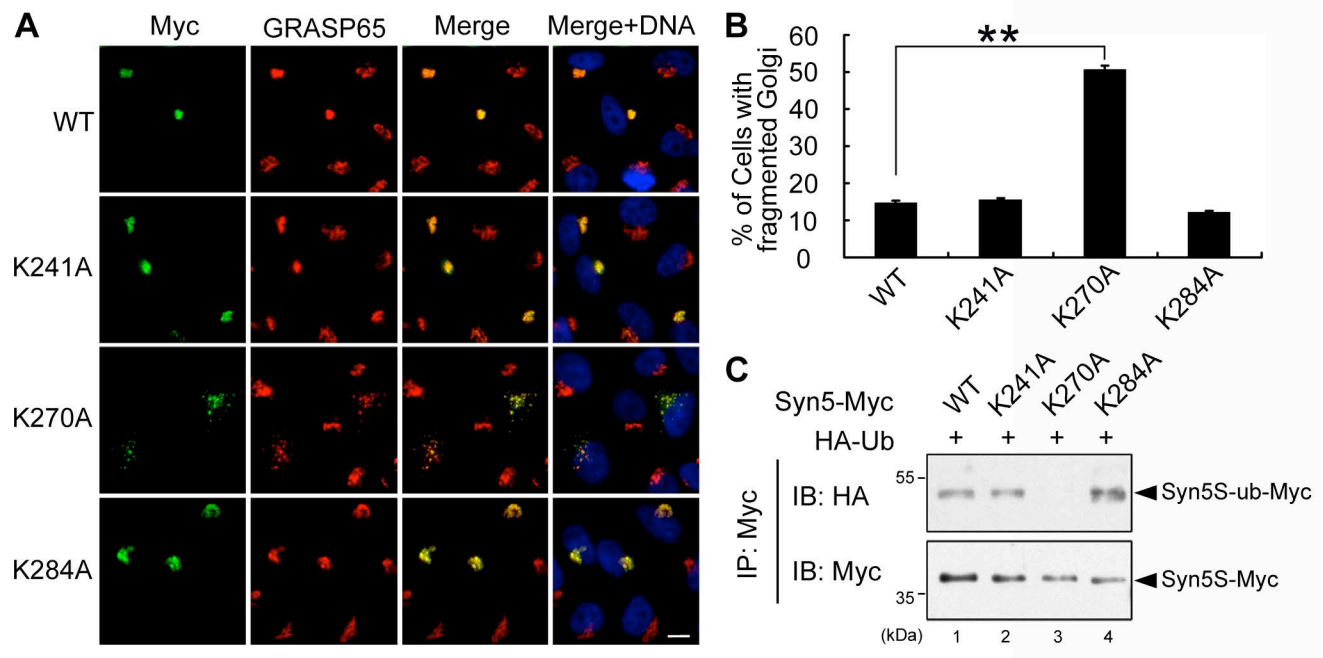 A
Myc
GRASP65
Merge
Merge+DNA
WT
K241A
K270A
K284A
B
% of Cells with
fragmented Golgi
60
50
40
30
20
10
0
**
WT
K241A
K270A
K284A
C
Syn5-Myc
WT
K241A
K270A
K284A
HA-Ub
+ + + +
IP: Myc
IB: HA
55
Syn5S-ub-Myc
IB: Myc
35
Syn5S-Myc
(kDa)
1 2 3 4